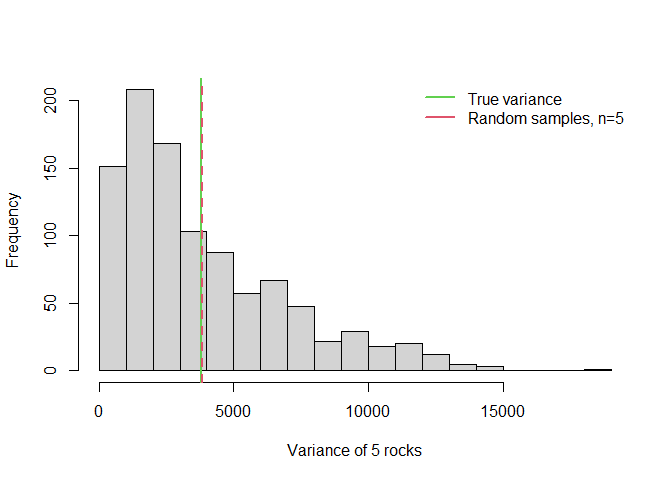 True variance
Random samples, n=5
Frequency
200
150
100
50
0
0 5000 10000 15000
Variance of 5 rocks